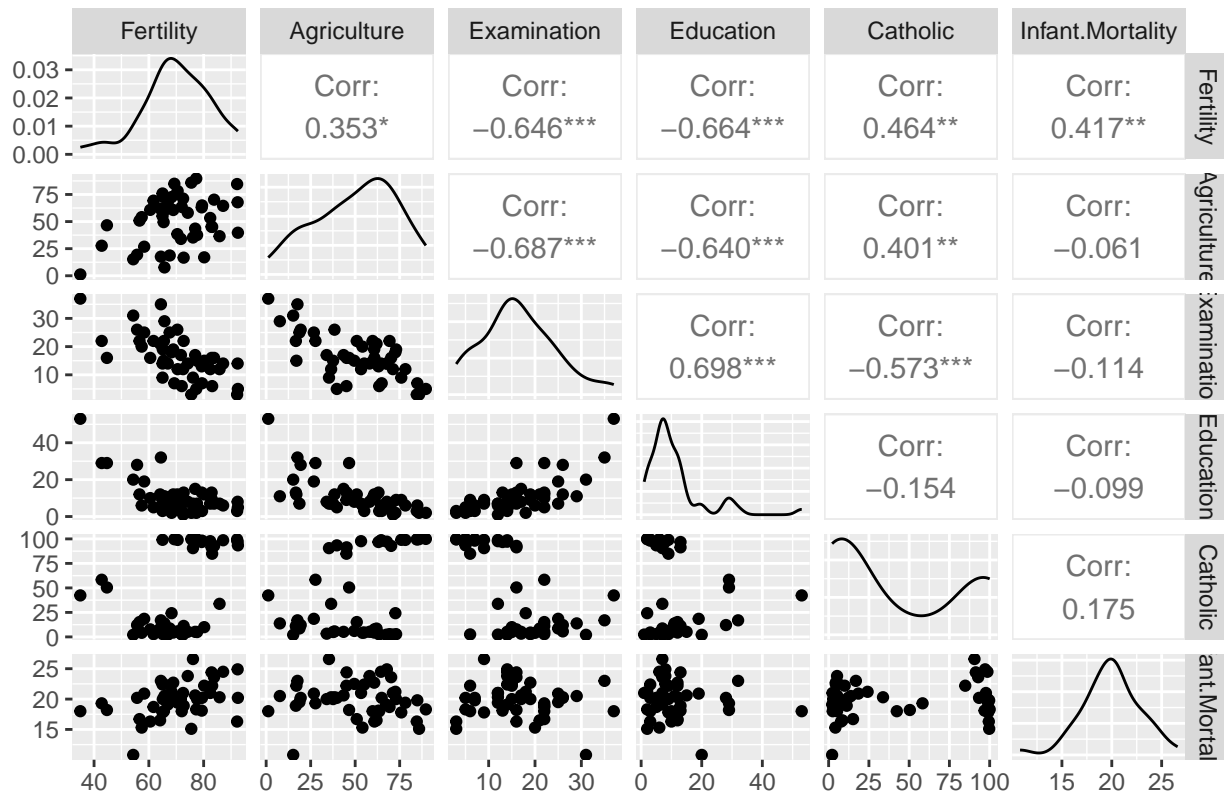 Fertility Agriculture Examination Education Catholic Infant.Mortality
0.03
0.02
0.01
0.00
Corr:
0.353*
Corr:
−0.646***
Corr:
−0.664***
Corr:
0.464**
Corr:
0.417**
Fertility
75
50
25
0
Corr:
−0.687***
Corr:
−0.640***
Corr:
0.401**
Corr:
−0.061
Agriculture
30
20
10
Corr:
0.698***
Corr:
−0.573***
Corr:
−0.114
Examinatio
40
20
0
Corr:
−0.154
Corr:
−0.099
Education
100
75
50
25
0
Corr:
0.175
Catholic
25
20
15
ant.Mortal
40 60 80 0 25 50 75 10 20 30 0 20 40 0 25 50 75 100 15 20 25